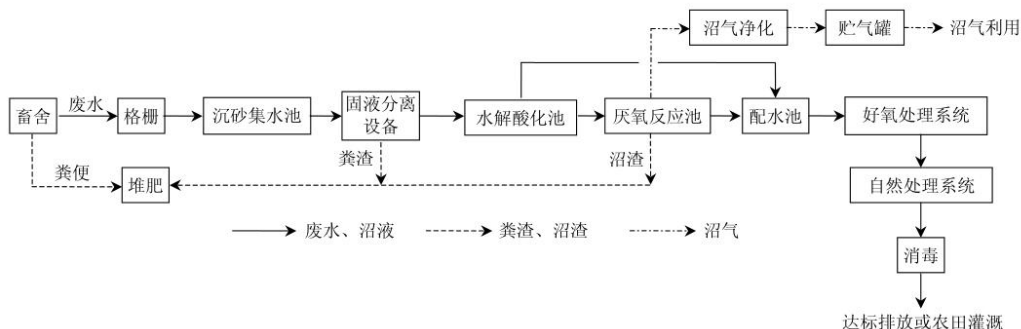 沼气净化
贮气罐
沼气利用
畜舍
废水
格栅
沉砂集水池
固液分离
设备
水解酸化池
厌氧反应池
配水池
好氧处理系统
粪便
堆肥
粪渣
沼渣
自然处理系统
废水、沼液
粪渣、沼渣
沼气
消毒
达标排放或农田灌溉